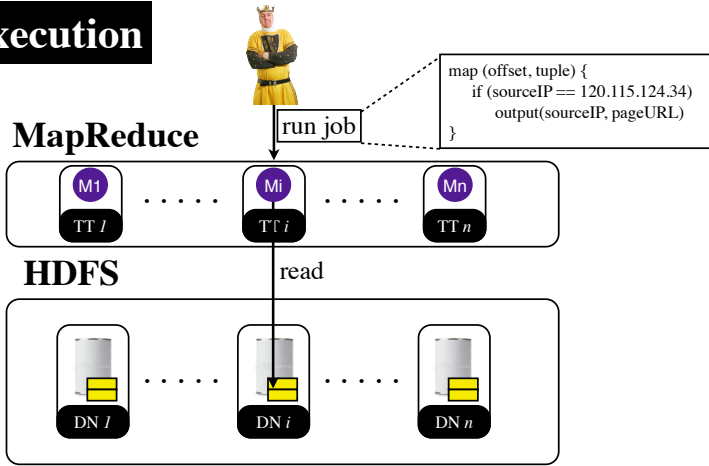 xecution
map (offset, tuple) {
if (sourceIP == 120.115.124.34)
output(sourceIP, pageURL)
}
run job
MapReduce
M1 . . . . . Mi . . . . . Mn
TT 1 TT i TT n
HDFS
read
. . . . . . . . . .
DN 1 DN i DN n